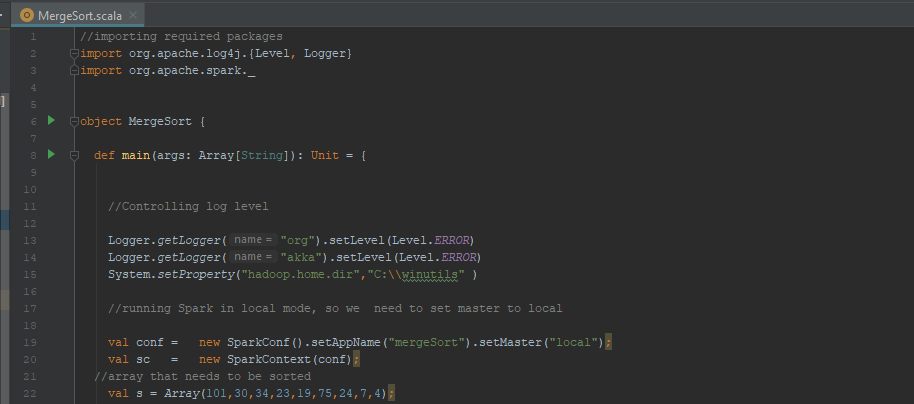 MergeSort.scala
1 //importing required packages
2 import org.apache.log4j.{Level, Logger}
3 import org.apache.spark._
4
5
6 object MergeSort {
7
8 def main(args: Array[String]): Unit = {
9
10
11 //Controlling log level
12
13 Logger.getLogger( name = "org").setLevel(Level.ERROR)
14 Logger.getLogger( name = "akka").setLevel(Level.ERROR)
15 System.setProperty("hadoop.home.dir","C:\\winutils" )
16
17 //running Spark in local mode, so we  need to set master to local
18
19 val conf =   new SparkConf().setAppName("mergeSort").setMaster("local");
20 val sc   =   new SparkContext(conf);
21 //array that needs to be sorted
22 val s = Array(101,30,34,23,19,75,24,7,4);